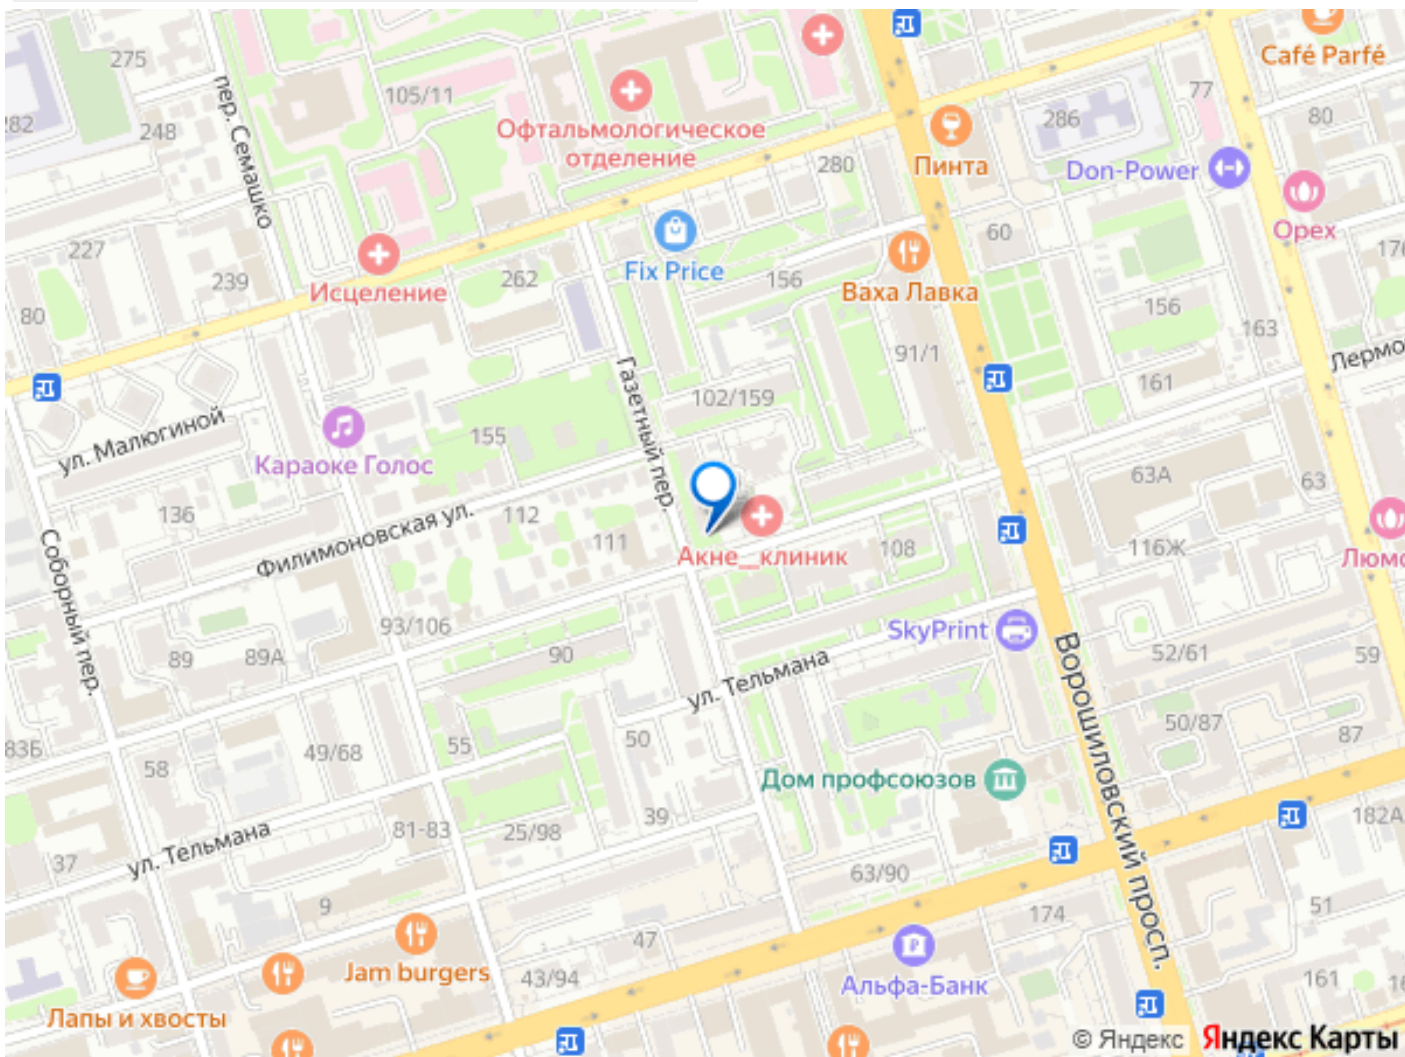 Café Parfé
275
105/11
77
282
248
пер. Семашко
Офтальмологическое
отделение
286
80
280
Пинта
Don-Power
227
60
Орех
176
239
262
Fix Price
156
Ваха Лавка
Исцеление
80
156
163
91/1
Лермо
Газетный пер.
161
102/159
ул. Малюгиной
155
Караоке Голос
63А
63
136
Филимоновская ул.
112
111
Акне__клиник
108
116Ж
Люмо
Соборный пер.
93/106
SkyPrint
89
89А
90
52/61
59
ул. Тельмана
Ворошиловский просп.
50/87
87
83Б
49/68
55
50
58
Дом профсоюзов
39
182А
ул. Тельмана
81-83
25/98
37
63/90
9
174
51
47
Jam burgers
43/94
Альфа-Банк
161
16
Лапы и хвосты
© Яндекс Яндекс Карты